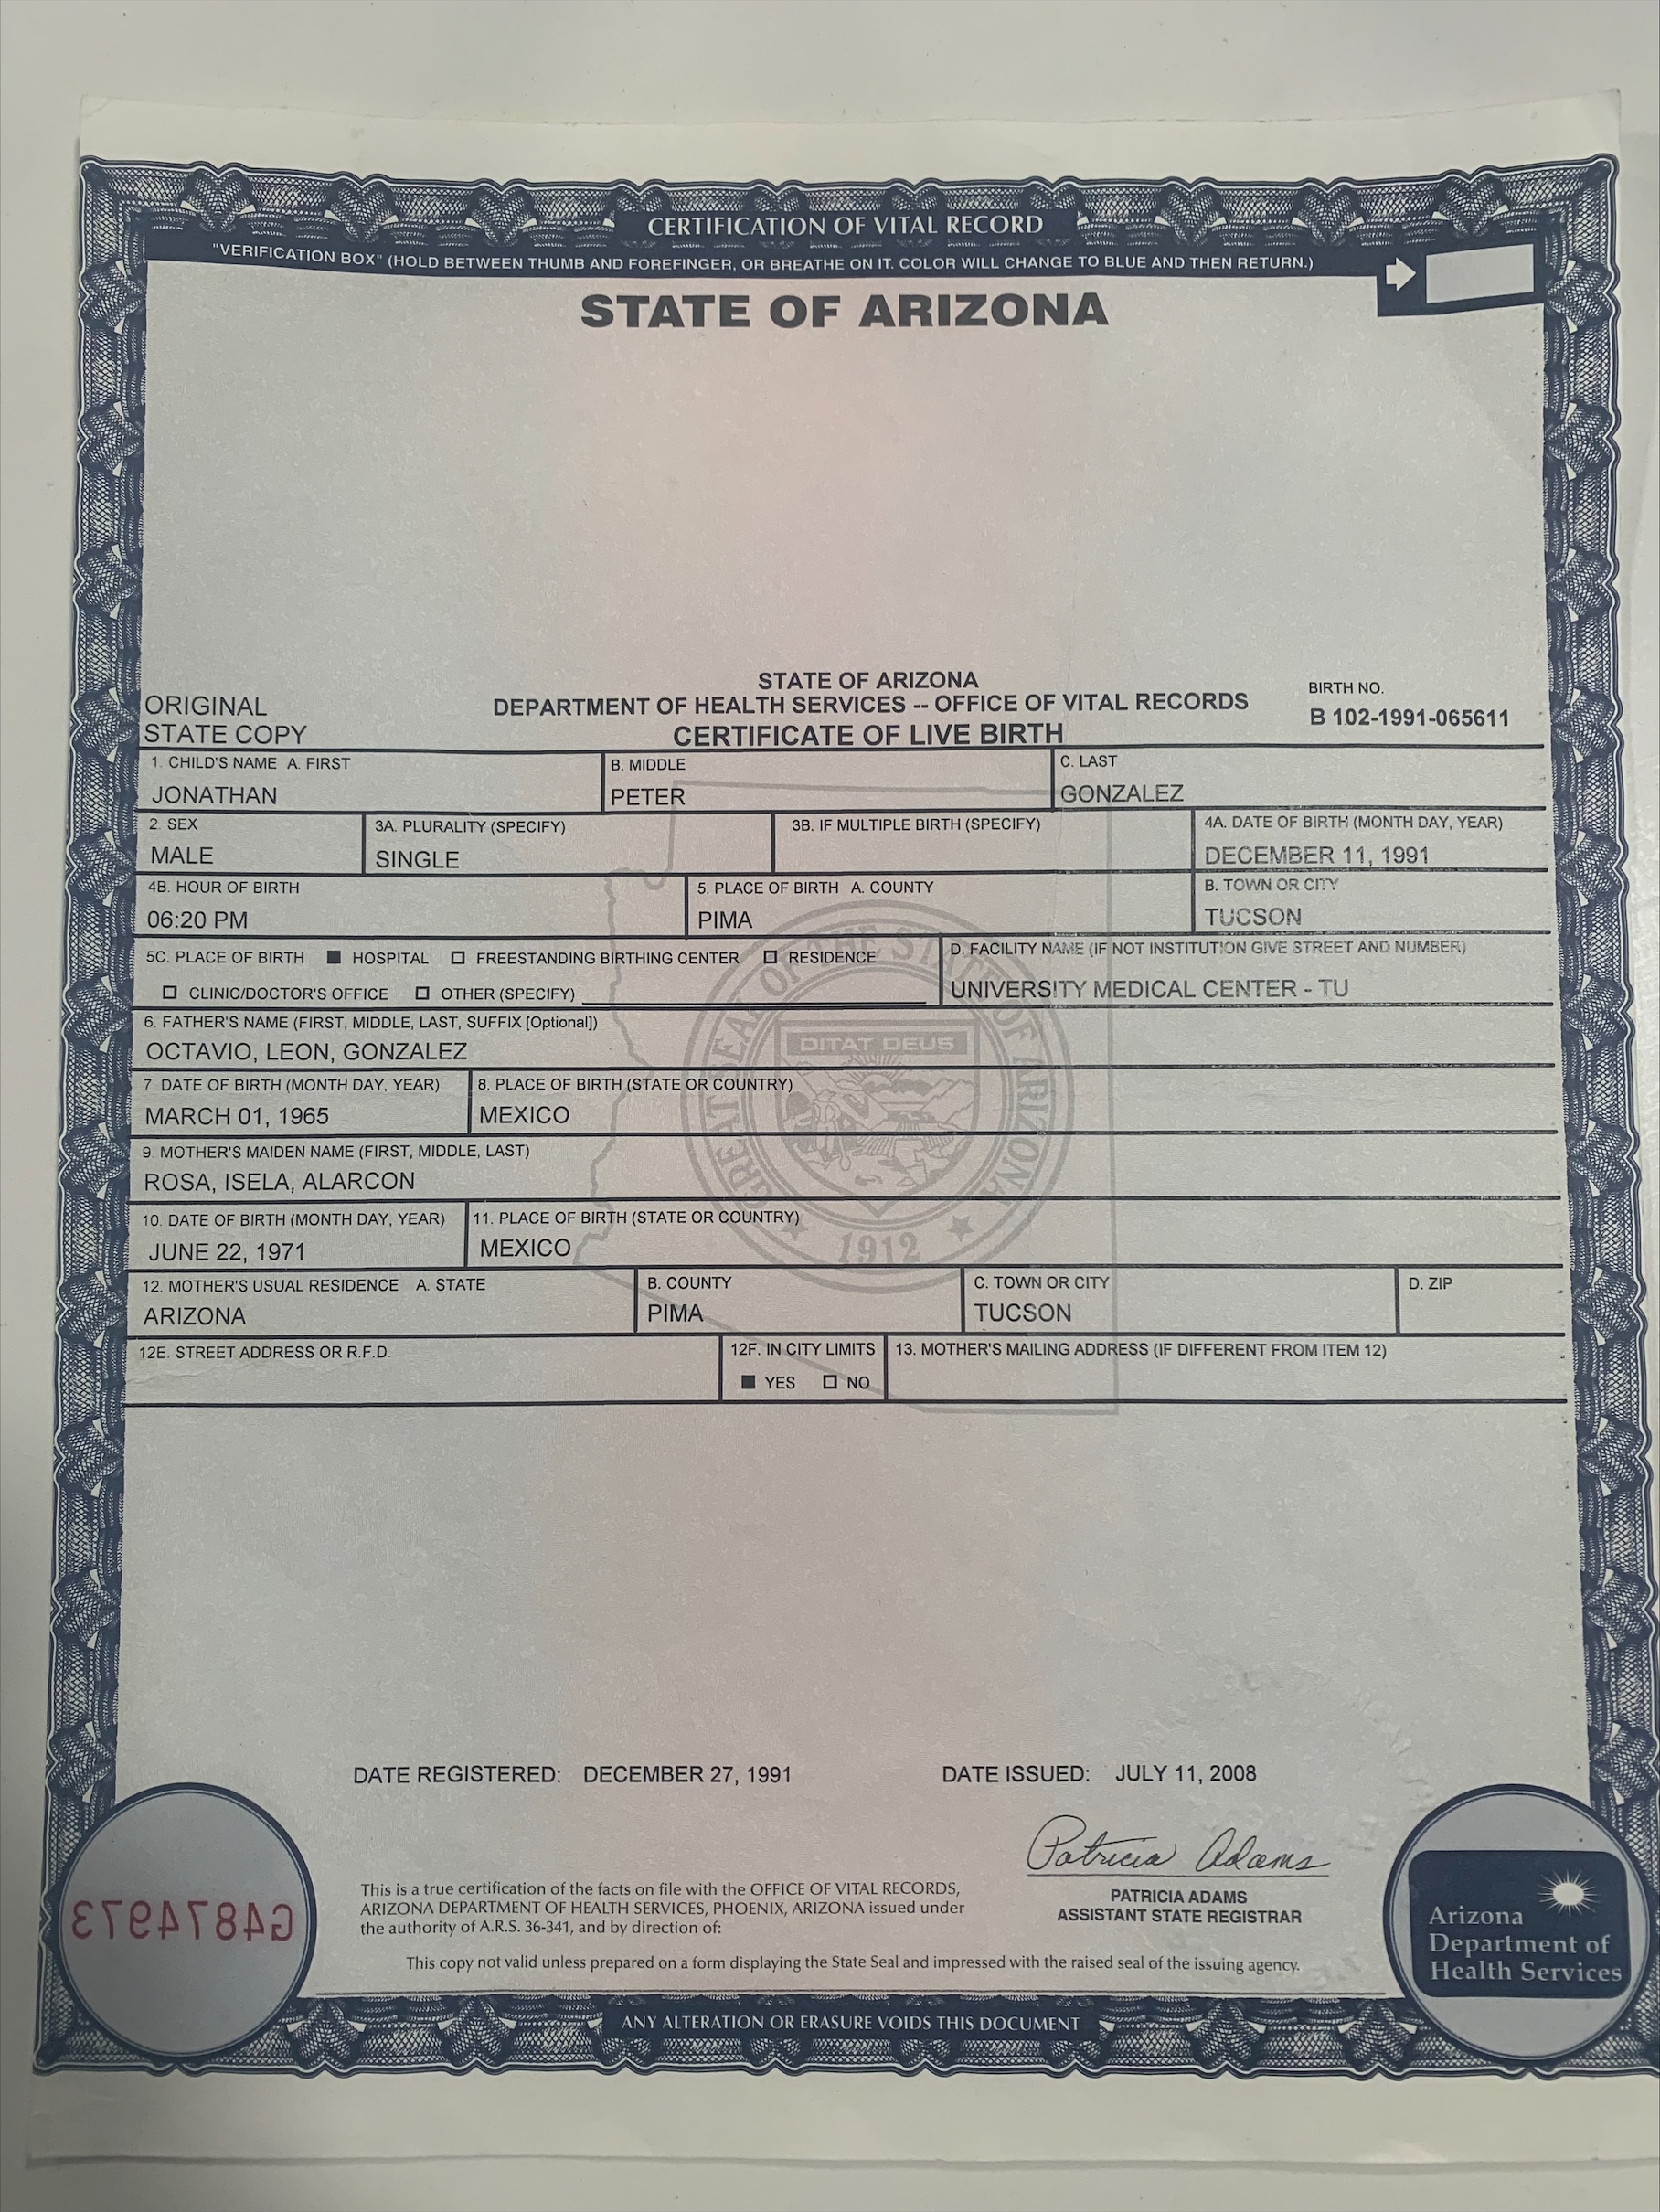 CERTIFICATION OF VITAL RECORD
"VERIFICATION BOX" (HOLD BETWEEN THUMB AND FOREFINGER, OR BREATHE ON IT. COLOR WILL CHANGE TO BLUE AND THEN RETURN.)
STATE OF ARIZONA
STATE OF ARIZONA
ORIGINAL
STATE COPY
DEPARTMENT OF HEALTH SERVICES -- OFFICE OF VITAL RECORDS
CERTIFICATE OF LIVE BIRTH
BIRTH NO.
B 102-1991-065611
1. CHILD'S NAME A. FIRST
JONATHAN
B. MIDDLE
PETER
C. LAST
GONZALEZ
2. SEX
MALE
3A. PLURALITY (SPECIFY)
SINGLE
3B. IF MULTIPLE BIRTH (SPECIFY)
4A. DATE OF BIRTH (MONTH DAY, YEAR)
DECEMBER 11, 1991
4B. HOUR OF BIRTH
06:20 PM
5. PLACE OF BIRTH A. COUNTY
PIMA
B. TOWN OR CITY
TUCSON
5C. PLACE OF BIRTH ■ HOSPITAL □ FREESTANDING BIRTHING CENTER □ RESIDENCE
□ CLINIC/DOCTOR'S OFFICE □ OTHER (SPECIFY)
D. FACILITY NAME (IF NOT INSTITUTION GIVE STREET AND NUMBER)
UNIVERSITY MEDICAL CENTER - TU
6. FATHER'S NAME (FIRST, MIDDLE, LAST, SUFFIX [Optional])
OCTAVIO, LEON, GONZALEZ
7. DATE OF BIRTH (MONTH DAY, YEAR)
MARCH 01, 1965
8. PLACE OF BIRTH (STATE OR COUNTRY)
MEXICO
9. MOTHER'S MAIDEN NAME (FIRST, MIDDLE, LAST)
ROSA, ISELA, ALARCON
10. DATE OF BIRTH (MONTH DAY, YEAR)
JUNE 22, 1971
11. PLACE OF BIRTH (STATE OR COUNTRY)
MEXICO
12. MOTHER'S USUAL RESIDENCE A. STATE
ARIZONA
B. COUNTY
PIMA
C. TOWN OR CITY
TUCSON
D. ZIP
12E. STREET ADDRESS OR R.F.D.
12F. IN CITY LIMITS
■ YES □ NO
13. MOTHER'S MAILING ADDRESS (IF DIFFERENT FROM ITEM 12)
GREAT SEAL OF THE STATE OF ARIZONA
DITAT DEUS
1912
DATE REGISTERED: DECEMBER 27, 1991
DATE ISSUED: JULY 11, 2008
Patricia Adams
PATRICIA ADAMS
ASSISTANT STATE REGISTRAR
This is a true certification of the facts on file with the OFFICE OF VITAL RECORDS,
ARIZONA DEPARTMENT OF HEALTH SERVICES, PHOENIX, ARIZONA issued under
the authority of A.R.S. 36-341, and by direction of:
This copy not valid unless prepared on a form displaying the State Seal and impressed with the raised seal of the issuing agency.
G4874973
Arizona
Department of
Health Services
ANY ALTERATION OR ERASURE VOIDS THIS DOCUMENT